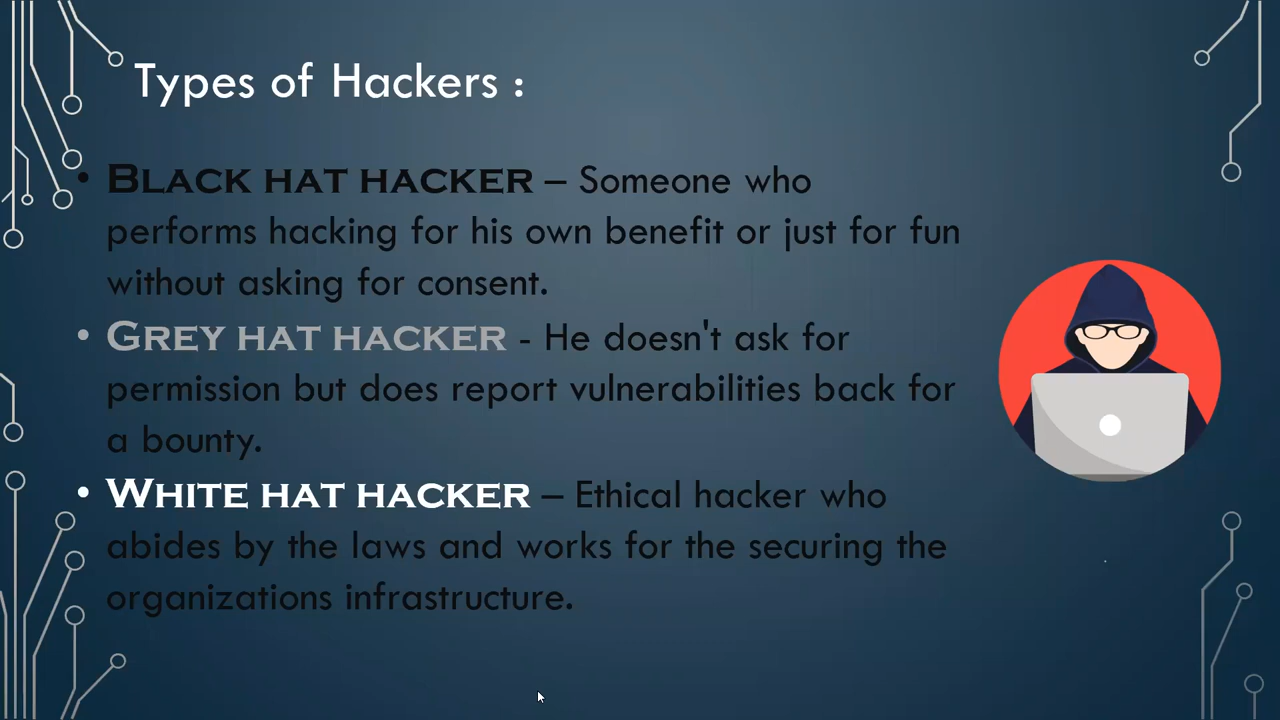 Types of Hackers :
• BLACK HAT HACKER – Someone who
performs hacking for his own benefit or just for fun
without asking for consent.
• GREY HAT HACKER - He doesn't ask for
permission but does report vulnerabilities back for
a bounty.
• WHITE HAT HACKER – Ethical hacker who
abides by the laws and works for the securing the
organizations infrastructure.